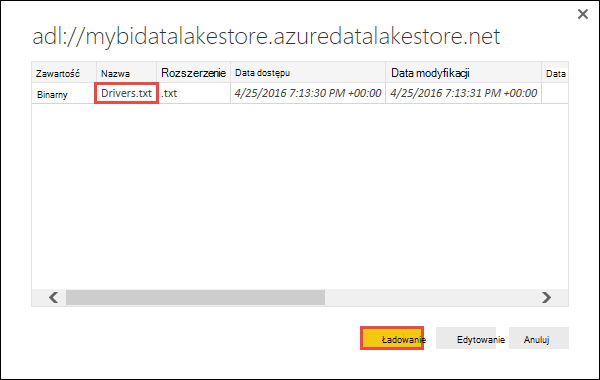 adl://mybidatalakestore.azuredatalakestore.net
Zawartość Nazwa Rozszerzenie Data dostępu Data modyfikacji Data
Binarny Drivers.txt .txt 4/25/2016 7:13:30 PM +00:00 4/25/2016 7:13:31 PM +00:00
Ładowanie Edytowanie Anuluj